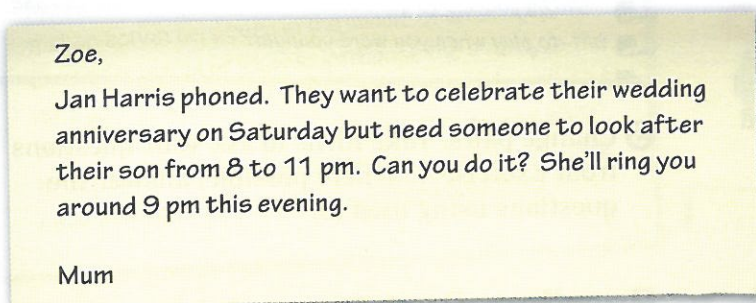 Zoe,
Jan Harris phoned. They want to celebrate their wedding
anniversary on Saturday but need someone to look after
their son from 8 to 11 pm. Can you do it? She'll ring you
around 9 pm this evening.
Mum